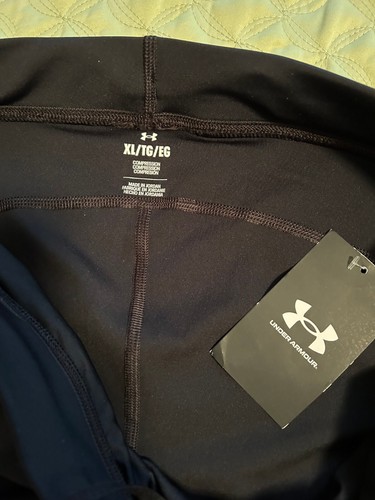 XL/TG/EG
COMPRESSION
COMPRESSION
COMPRESIÓN
MADE IN JORDAN
FABRIQUÉ EN JORDANIE
HECHO EN JORDANIA
UNDER ARMOUR.